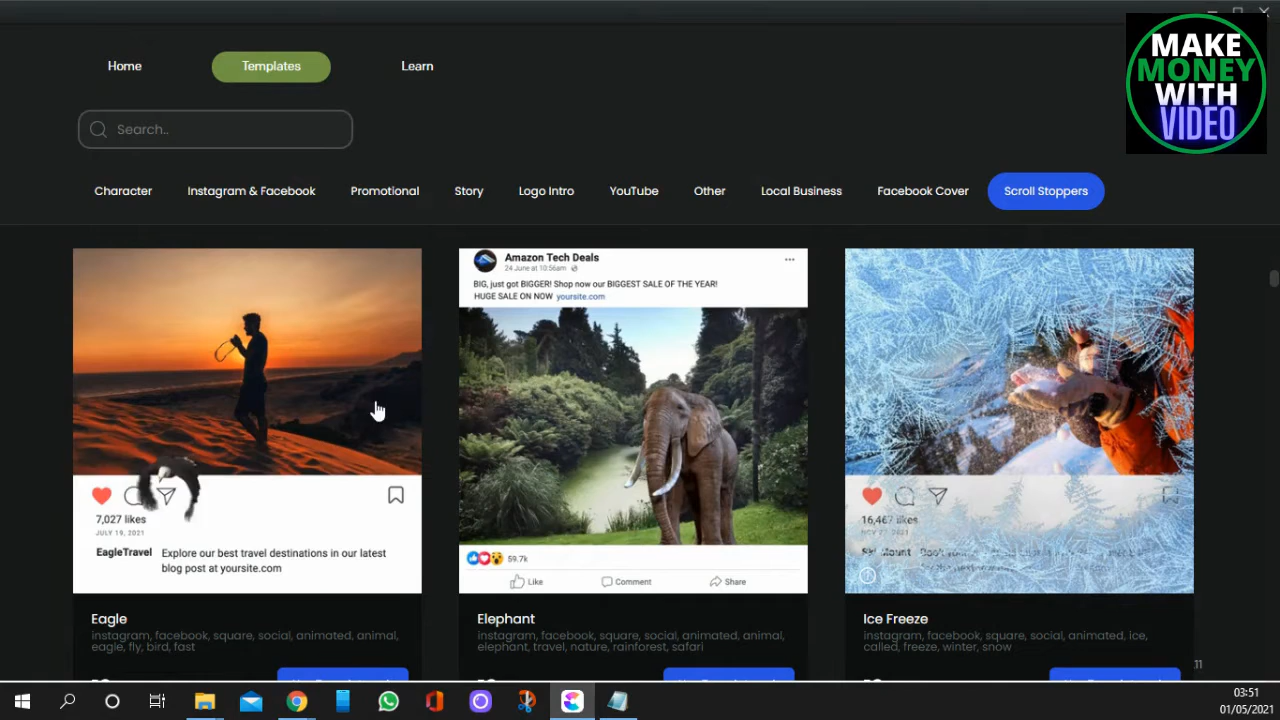 MAKE
MONEY
WITH
VIDEO
Home
Templates
Learn
Search..
Character
Instagram & Facebook
Promotional
Story
Logo Intro
YouTube
Other
Local Business
Facebook Cover
Scroll Stoppers
7,027 likes
JULY 19, 2021
EagleTravel Explore our best travel destinations in our latest
blog post at yoursite.com
Eagle
instagram, facebook, square, social, animated, animal,
eagle, fly, bird, fast
Amazon Tech Deals
24 June at 10:56am
BIG, just got BIGGER! Shop now our BIGGEST SALE OF THE YEAR!
HUGE SALE ON NOW yoursite.com
59.7k
Like
Comment
Share
Elephant
instagram, facebook, square, social, animated, animal,
elephant, travel, nature, rainforest, safari
16,467 likes
Mount
Ice Freeze
instagram, facebook, square, social, animated, ice,
called, freeze, winter, snow
03:51
01/05/2021